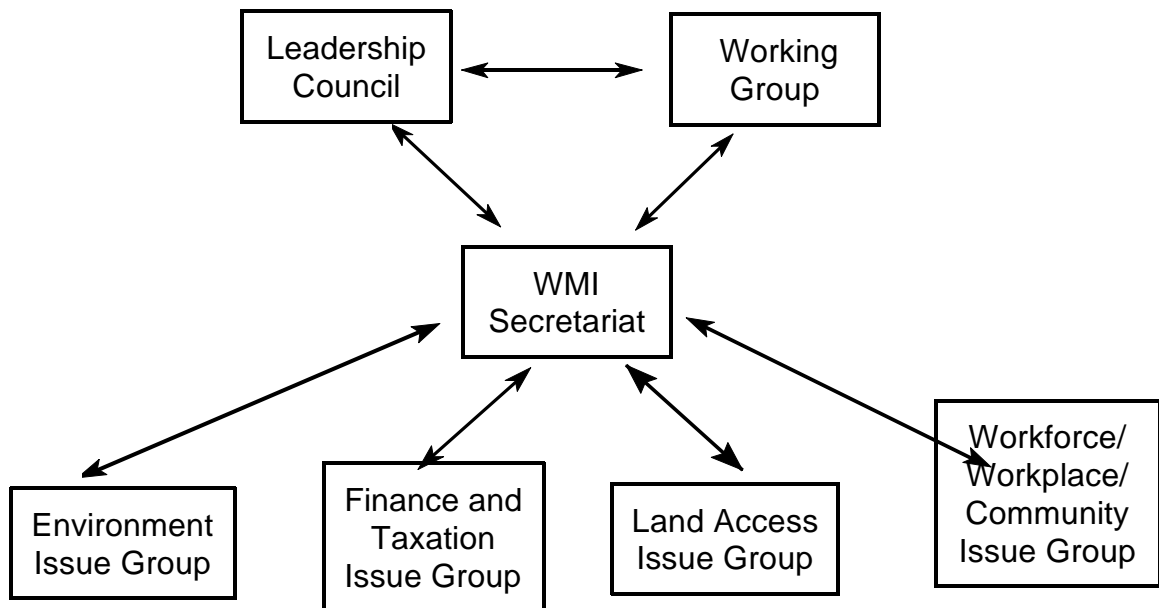 Leadership
Council
Working
Group
WMI
Secretariat
Environment
Issue Group
Finance and
Taxation
Issue Group
Land Access
Issue Group
Workforce/
Workplace/
Community
Issue Group